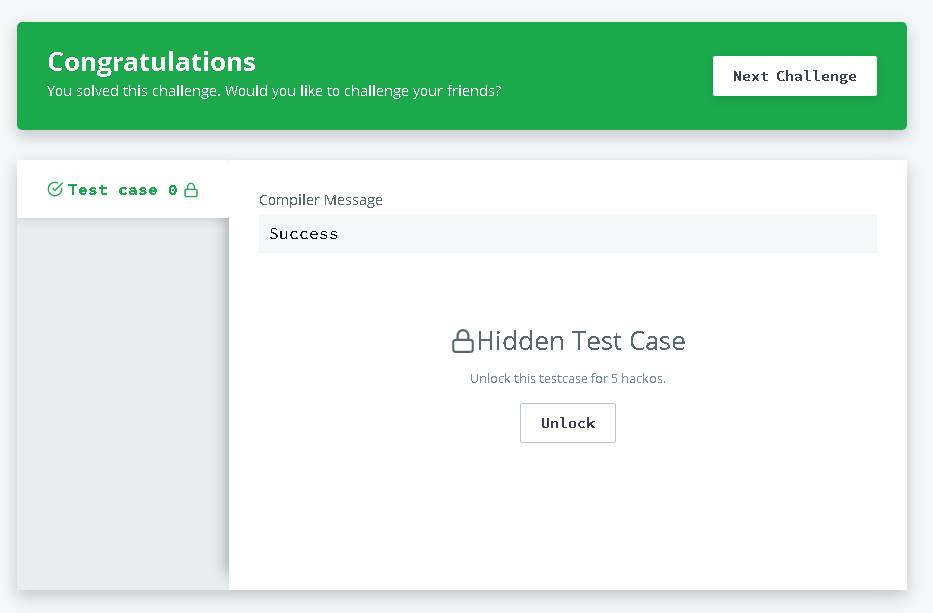 Congratulations
You solved this challenge. Would you like to challenge your friends?
Next Challenge
Test case 0
Compiler Message
Success
Hidden Test Case
Unlock this testcase for 5 hackos.
Unlock